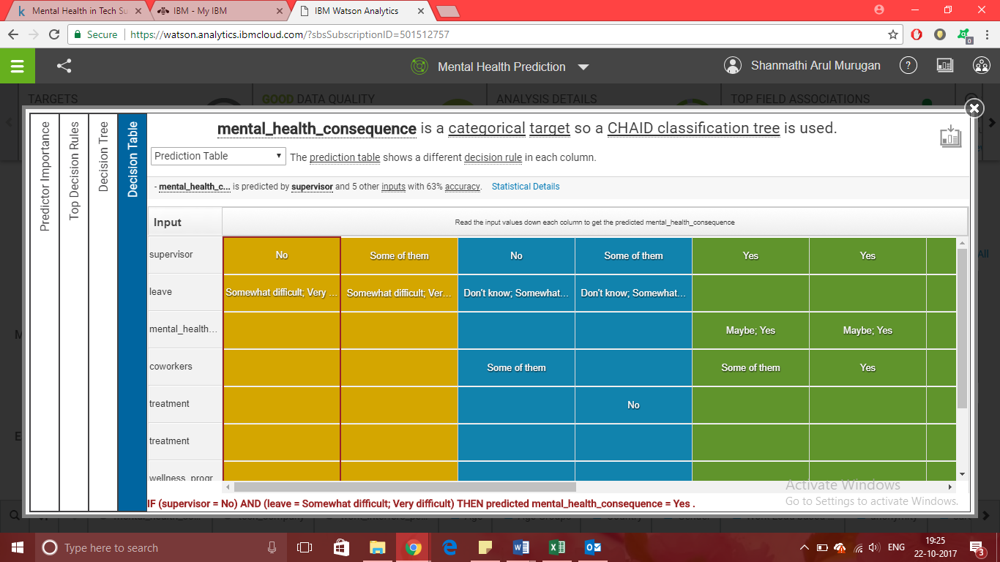 Mental Health in Tech Su
IBM - My IBM
IBM Watson Analytics
Secure
https://watson.analytics.ibmcloud.com/?sbsSubscriptionID=501512757
0
Mental Health Prediction
Shanmathi Arul Murugan
?
TARGETS
GOOD DATA QUALITY
ANALYSIS DETAILS
TOP FIELD ASSOCIATIONS
Predictor Importance
Top Decision Rules
Decision Tree
Decision Table
mental_health_consequence is a categorical target so a CHAID classification tree is used.
Prediction Table
The prediction table shows a different decision rule in each column.
- mental_health_c... is predicted by supervisor and 5 other inputs with 63% accuracy. Statistical Details
Input
Read the input values down each column to get the predicted mental_health_consequence
supervisor No Some of them No Some of them Yes Yes
leave Somewhat difficult; Very ... Somewhat difficult; Ver... Don't know; Somewhat... Don't know; Somewhat...
mental_health... Maybe; Yes Maybe; Yes
coworkers Some of them Some of them Yes
treatment No
treatment
wellness_progr
All
IF (supervisor = No) AND (leave = Somewhat difficult; Very difficult) THEN predicted mental_health_consequence = Yes .
Activate Windows
Go to Settings to activate Windows.
Type here to search
ENG
19:25
22-10-2017
3